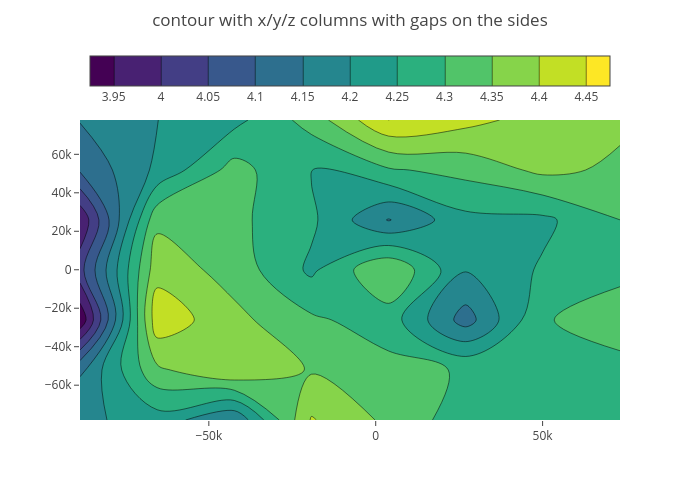 contour with x/y/z columns with gaps on the sides
3.95 4 4.05 4.1 4.15 4.2 4.25 4.3 4.35 4.4 4.45
60k
40k
20k
0
−20k
−40k
−60k
−50k 0 50k